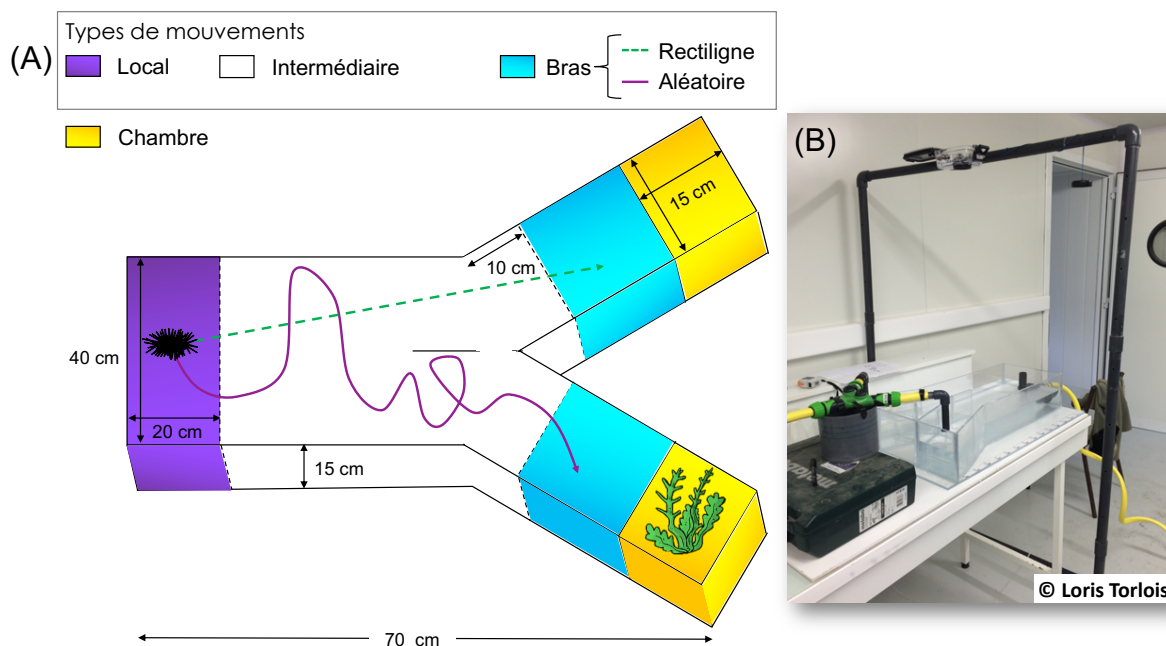 (A)
Types de mouvements
Local
Intermédiaire
Bras
Rectiligne
Aléatoire
Chambre
(B)
15 cm
10 cm
40 cm
20 cm
15 cm
70 cm
© Loris Torlois